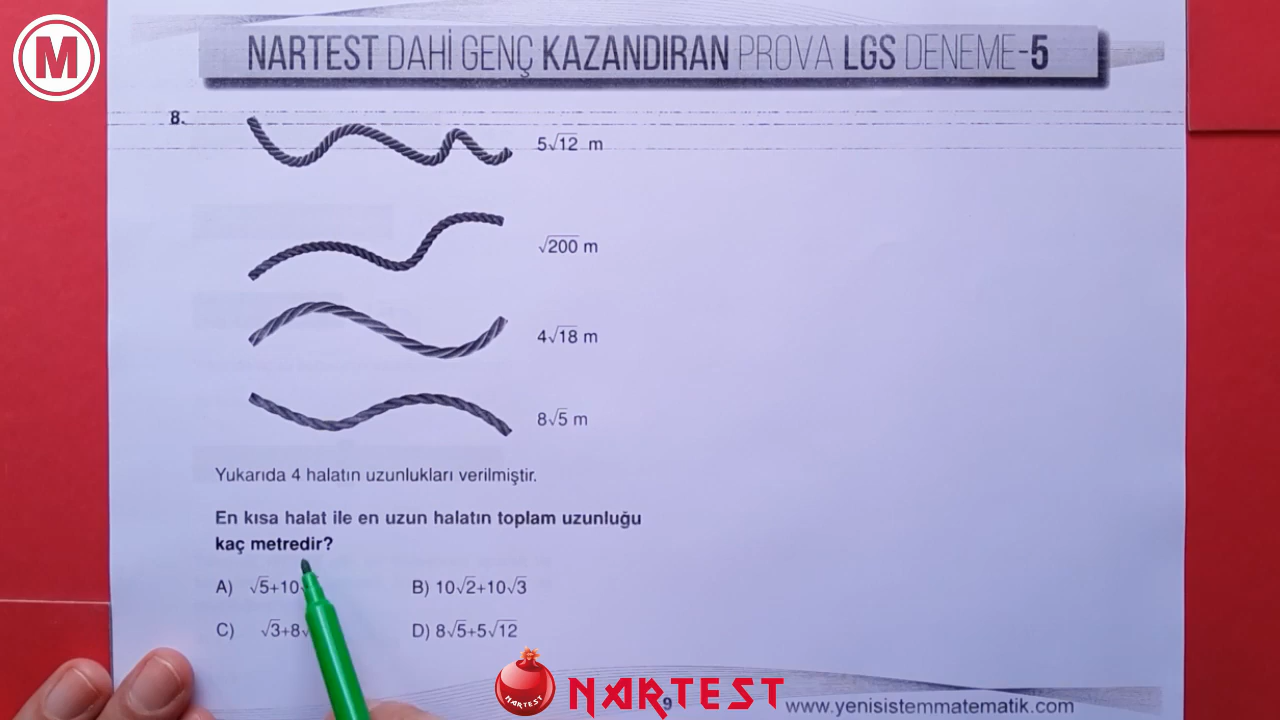 M
NARTEST DAHİ GENÇ KAZANDIRAN PROVA LGS DENEME-5
8.
5√12 m
√200 m
4√18 m
8√5 m
Yukarıda 4 halatın uzunlukları verilmiştir.
En kısa halat ile en uzun halatın toplam uzunluğu
kaç metredir?
A) √5+10
B) 10√2+10√3
C) √3+8
D) 8√5+5√12
NARTEST
NARTEST
9
www.yenisistemmatematik.com